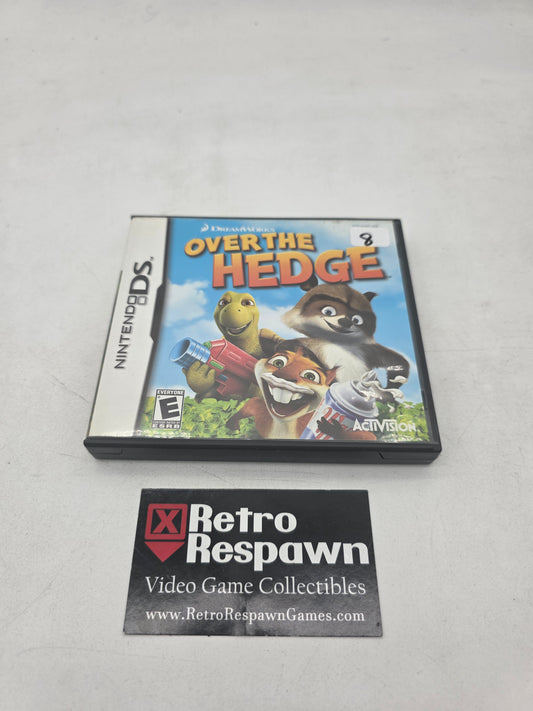 DREAMWORKS
OVER THE
HEDGE
8
NINTENDO DS.
EVERYONE
E
ESRB
ACTIVISION
X Retro
Respawn
Video Game Collectibles
www.RetroRespawnGames.com